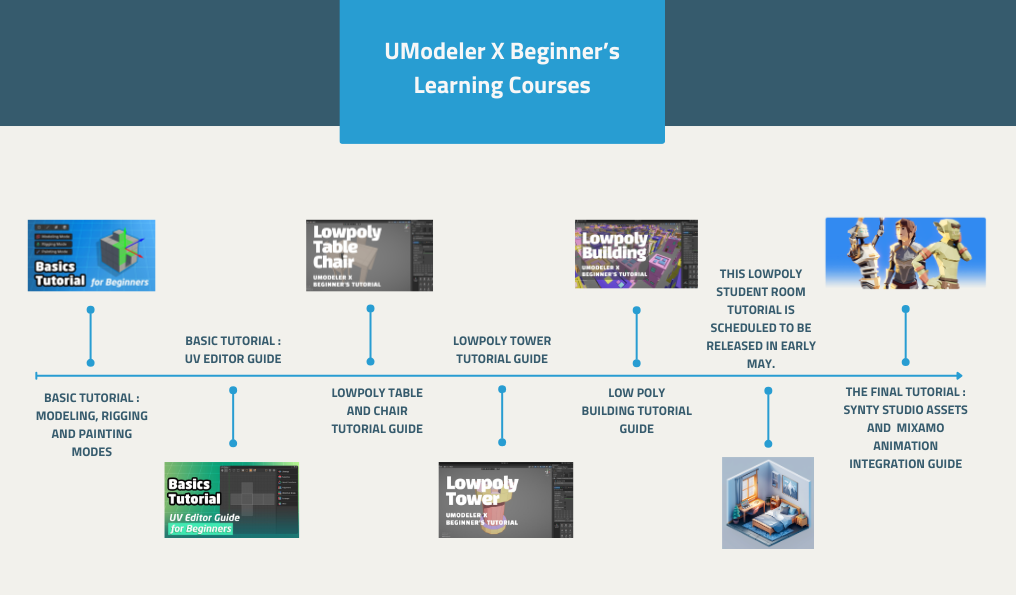 UModeler X Beginner’s
Learning Courses
Basics
Tutorial for Beginners
BASIC TUTORIAL :
MODELING, RIGGING
AND PAINTING
MODES
BASIC TUTORIAL :
UV EDITOR GUIDE
Basics
Tutorial
UV Editor Guide
for Beginners
Lowpoly
Table
Chair
UMODELER X
BEGINNER'S TUTORIAL
LOWPOLY TABLE
AND CHAIR
TUTORIAL GUIDE
LOWPOLY TOWER
TUTORIAL GUIDE
Lowpoly
Tower
UMODELER X
BEGINNER'S TUTORIAL
Lowpoly
Building
UMODELER X
BEGINNER'S TUTORIAL
LOW POLY
BUILDING TUTORIAL
GUIDE
THIS LOWPOLY
STUDENT ROOM
TUTORIAL IS
SCHEDULED TO BE
RELEASED IN EARLY
MAY.
THE FINAL TUTORIAL :
SYNTY STUDIO ASSETS
AND MIXAMO
ANIMATION
INTEGRATION GUIDE